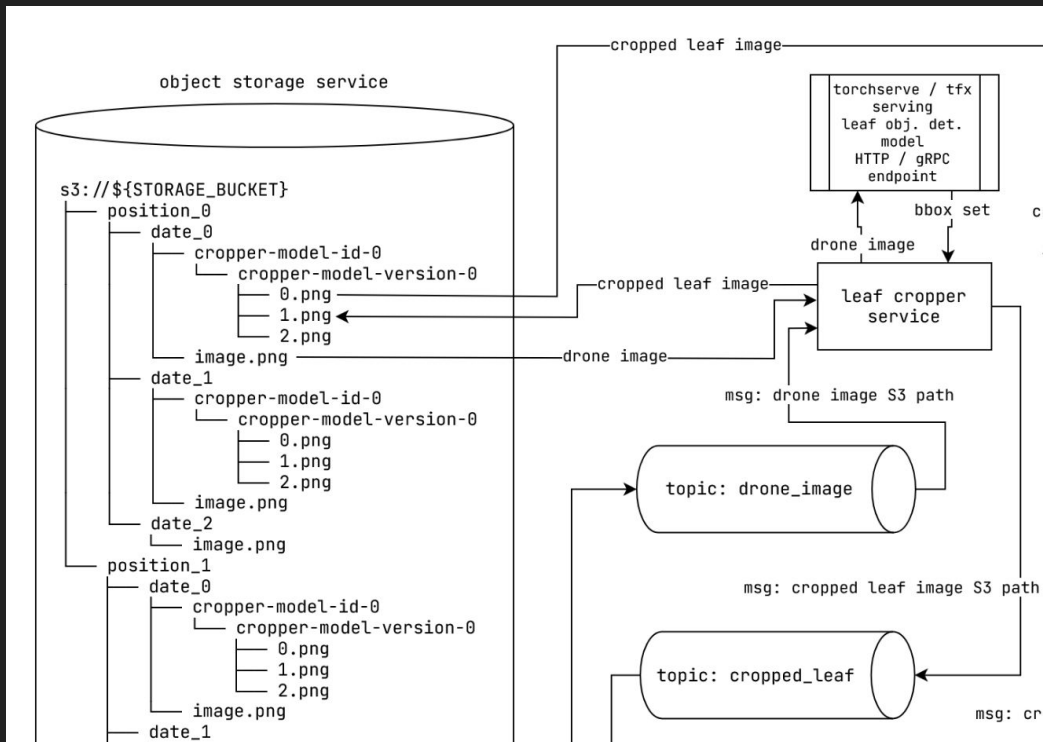 cropped leaf image
object storage service
torchserve / tfx
serving
leaf obj. det.
model
HTTP / gRPC
endpoint
s3://${STORAGE_BUCKET}
position_0
bbox set
date_0
drone image
cropper-model-id-0
cropper-model-version-0
0.png
cropped leaf image
leaf cropper
service
1.png
2.png
image.png
drone image
date_1
cropper-model-id-0
msg: drone image S3 path
cropper-model-version-0
0.png
1.png
2.png
topic: drone_image
image.png
date_2
image.png
position_1
date_0
msg: cropped leaf image S3 path
cropper-model-id-0
cropper-model-version-0
0.png
1.png
topic: cropped_leaf
2.png
image.png
msg: cr
date_1